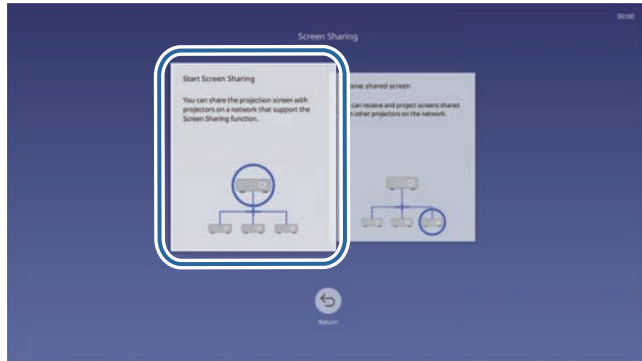 00:00
Screen Sharing
Start Screen Sharing
You can share the projection screen with
projectors on a network that support the
Screen Sharing function.
eive shared screen
can receive and project screens shared
other projectors on the network.
Return